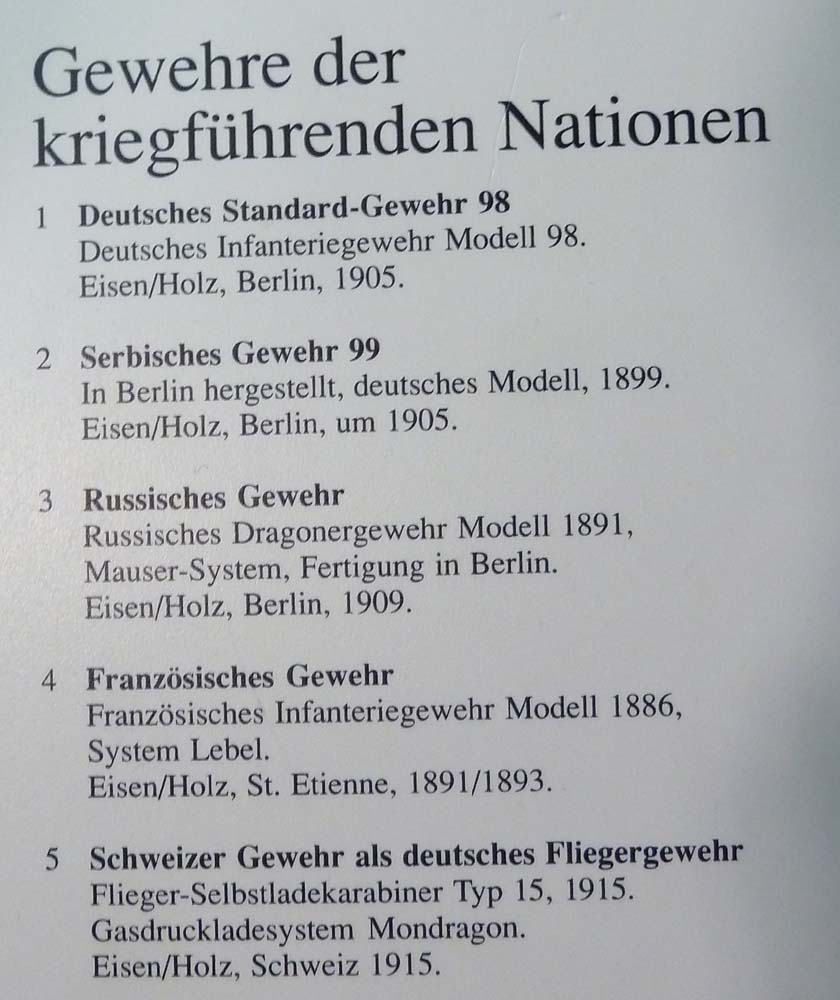 Gewehre der
kriegführenden Nationen
1 Deutsches Standard-Gewehr 98
Deutsches Infanteriegewehr Modell 98.
Eisen/Holz, Berlin, 1905.
2 Serbisches Gewehr 99
In Berlin hergestellt, deutsches Modell, 1899.
Eisen/Holz, Berlin, um 1905.
3 Russisches Gewehr
Russisches Dragonergewehr Modell 1891,
Mauser-System, Fertigung in Berlin.
Eisen/Holz, Berlin, 1909.
4 Französisches Gewehr
Französisches Infanteriegewehr Modell 1886,
System Lebel.
Eisen/Holz, St. Etienne, 1891/1893.
5 Schweizer Gewehr als deutsches Fliegergewehr
Flieger-Selbstladekarabiner Typ 15, 1915.
Gasdruckladesystem Mondragon.
Eisen/Holz, Schweiz 1915.